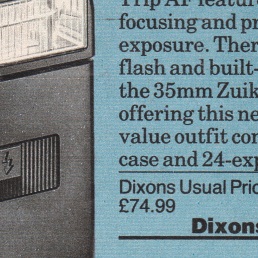 Trip AF featur
focusing and pr
exposure. Ther
flash and built-
the 35mm Zuik
offering this ne
value outfit con
case and 24-exp
Dixons Usual Pric
£74.99
Dixons